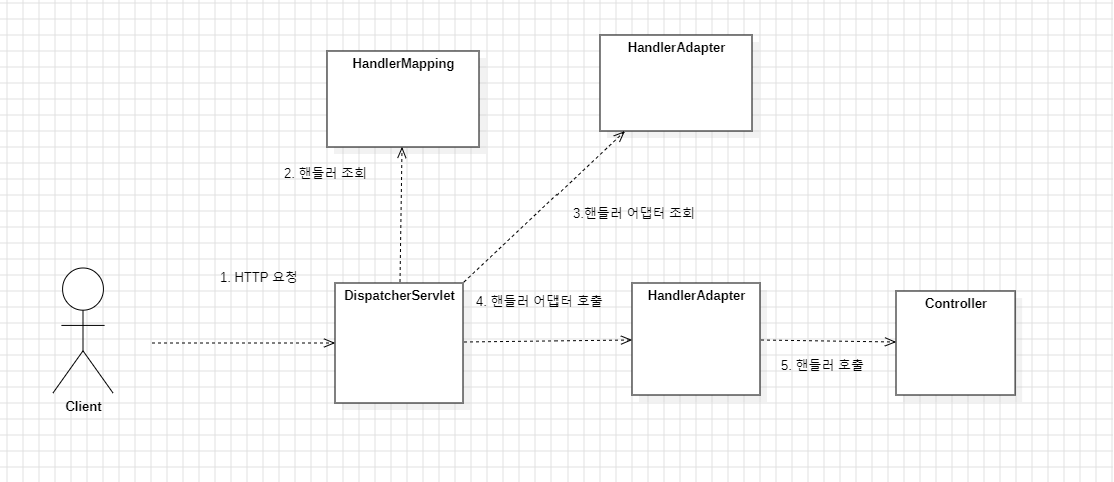 HandlerAdapter
HandlerMapping
2. 핸들러 조회
3.핸들러 어댑터 조회
1. HTTP 요청
DispatcherServlet
4. 핸들러 어댑터 호출
HandlerAdapter
Controller
5. 핸들러 호출
Client